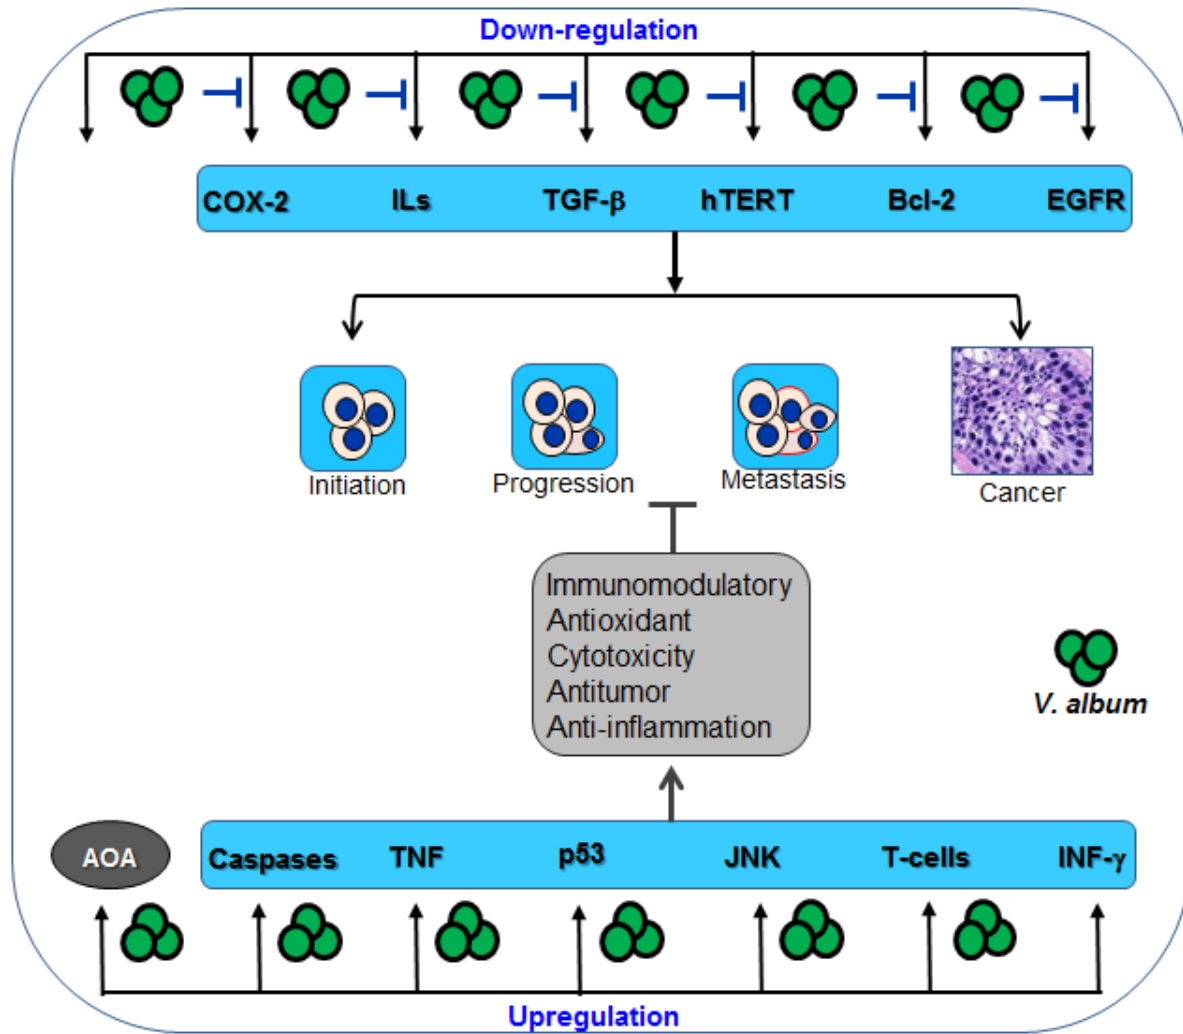 Down-regulation
COX-2 ILs TGF-β hTERT Bcl-2 EGFR
Initiation Progression Metastasis Cancer
Immunomodulatory
Antioxidant
Cytotoxicity
Antitumor
Anti-inflammation
V. album
AOA Caspases TNF p53 JNK T-cells INF-γ
Upregulation